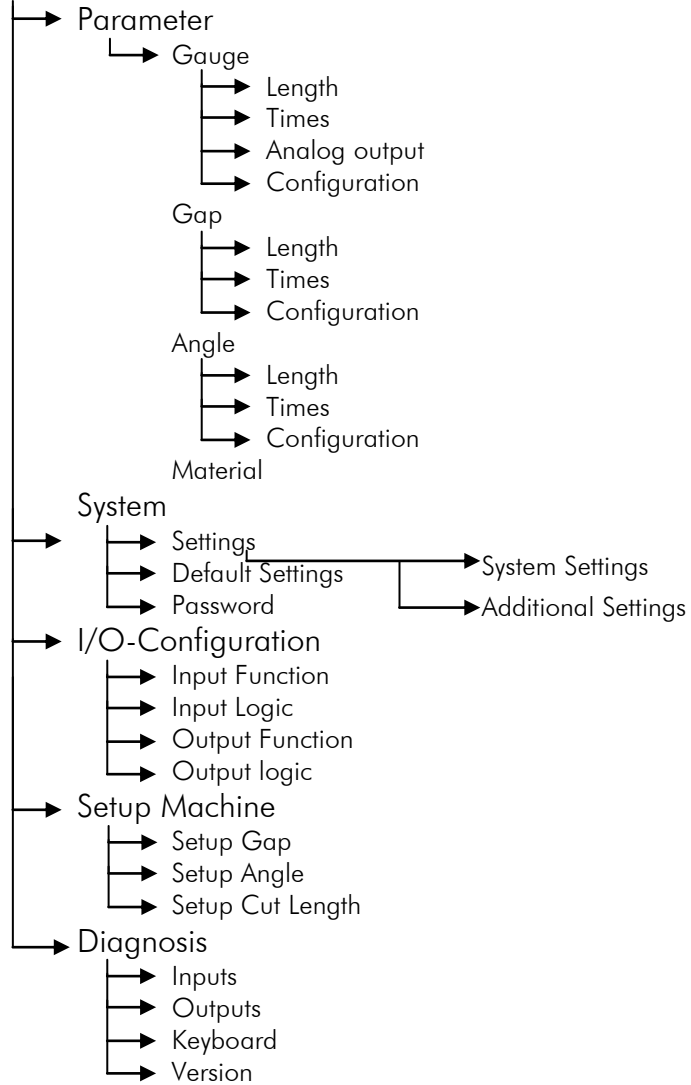 Parameter
Gauge
Length
Times
Analog output
Configuration
Gap
Length
Times
Configuration
Angle
Length
Times
Configuration
Material
System
Settings
System Settings
Default Settings
Password
Additional Settings
I/O-Configuration
Input Function
Input Logic
Output Function
Output logic
Setup Machine
Setup Gap
Setup Angle
Setup Cut Length
Diagnosis
Inputs
Outputs
Keyboard
Version